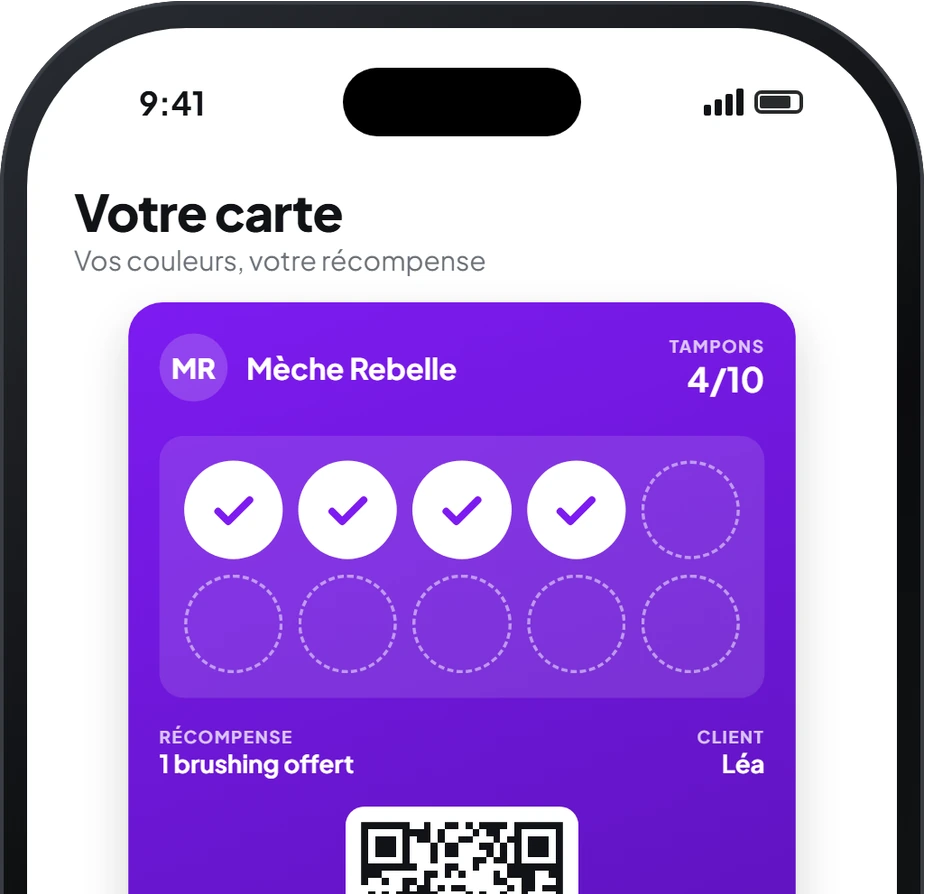 9:41
Votre carte
Vos couleurs, votre récompense
MR
Mèche Rebelle
TAMPONS
4/10
RÉCOMPENSE
1 brushing offert
CLIENT
Léa